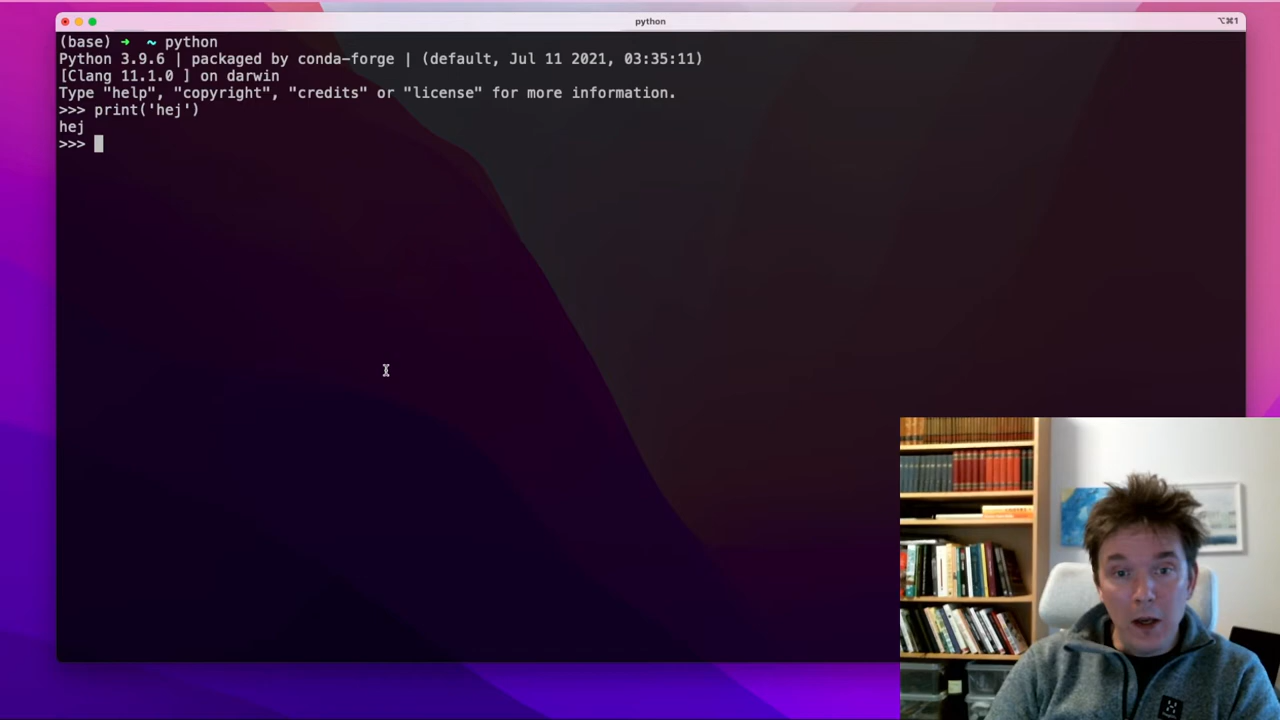 python
⌥⌘1
(base) ➜ ~ python
Python 3.9.6 | packaged by conda-forge | (default, Jul 11 2021, 03:35:11)
[Clang 11.1.0 ] on darwin
Type "help", "copyright", "credits" or "license" for more information.
>>> print('hej')
hej
>>>